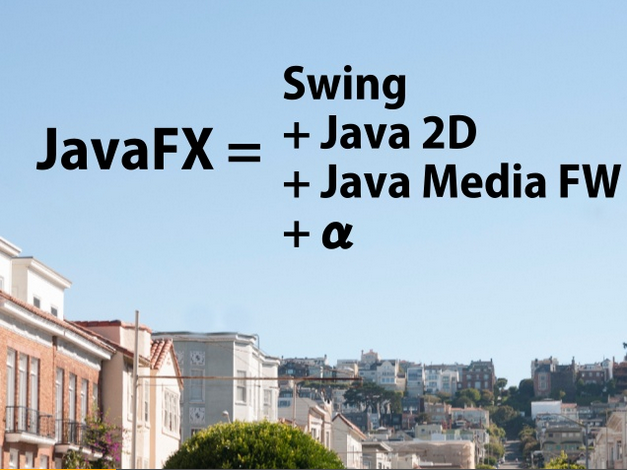 JavaFX =
Swing
+ Java 2D
+ Java Media FW
+ α